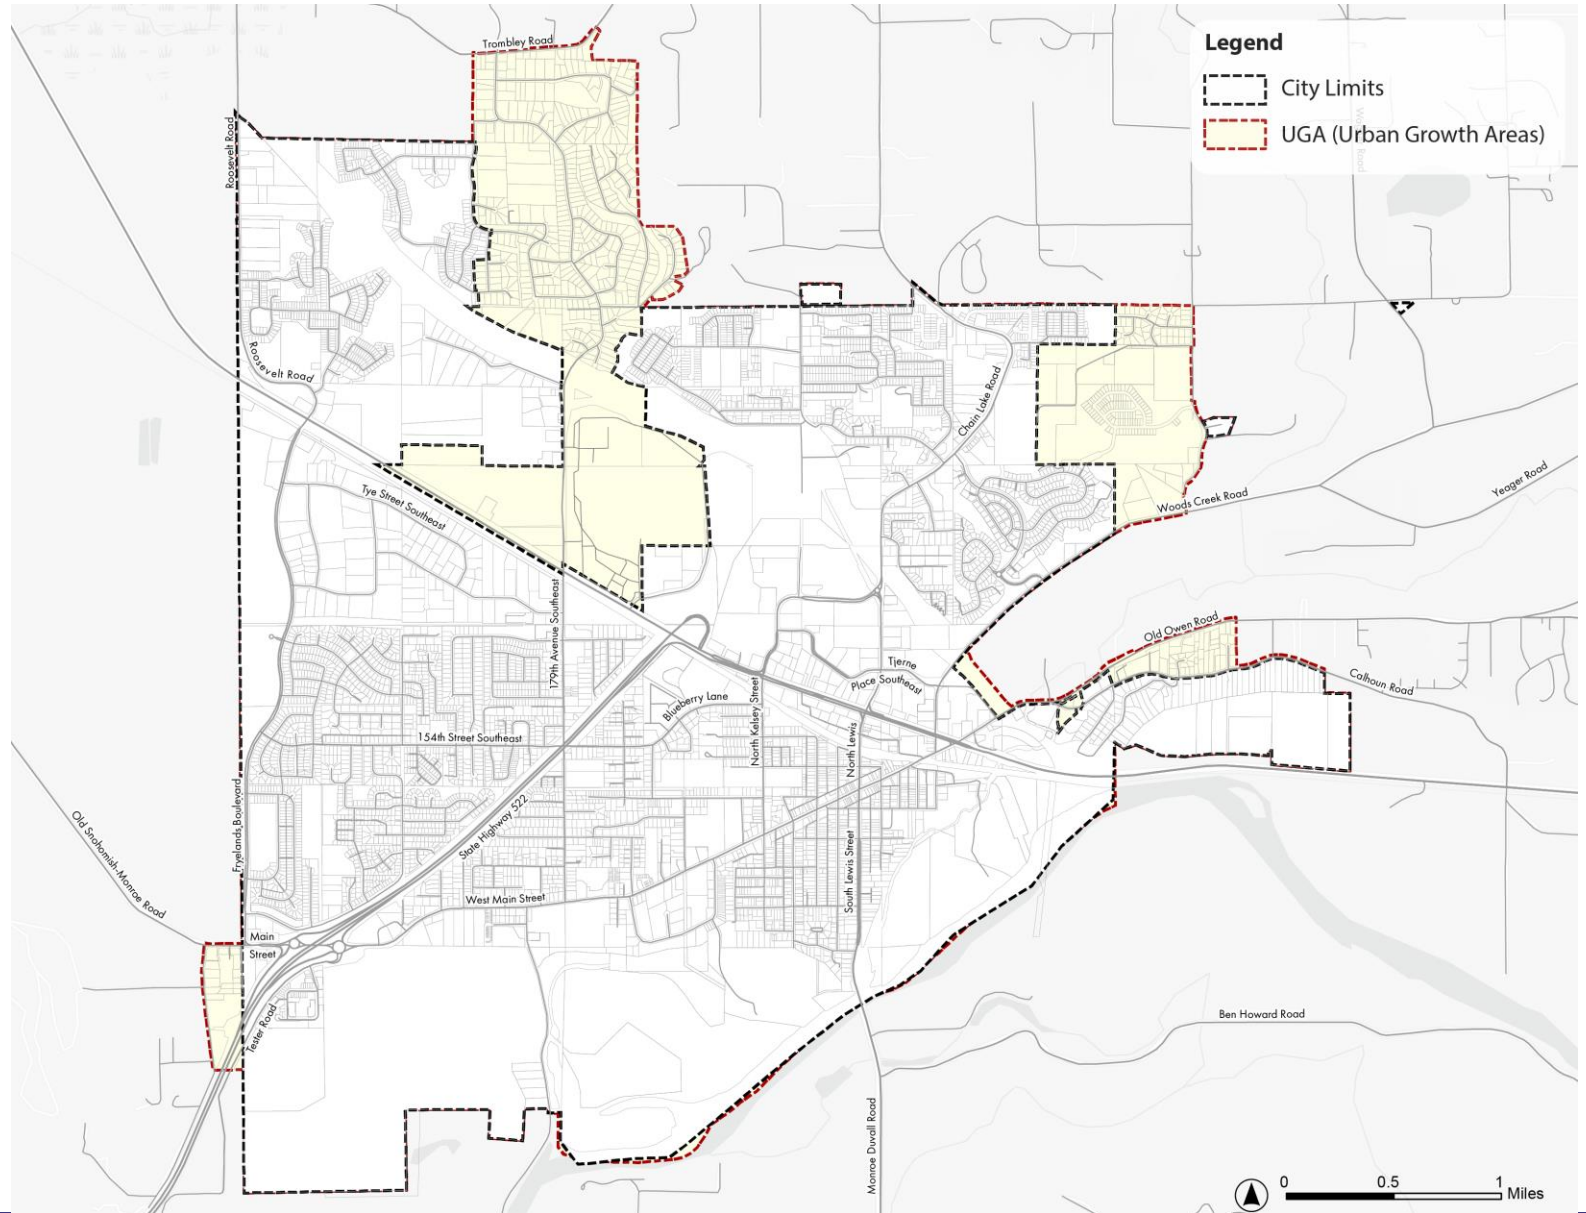 Trombley Road
Legend
City Limits
UGA (Urban Growth Areas)
Roosevelt Road
Roosevelt Road
Chain Lake Road
Tye Street Southeast
Woods Creek Road
Yeager Road
179th Avenue Southeast
Old Owen Road
Tjerne
Place Southeast
Calhoun Road
Blueberry Lane
North Kelsey Street
North Lewis
154th Street Southeast
Fryelands Boulevard
State Highway 522
Old Snohomish-Monroe Road
South Lewis Street
West Main Street
Main
Street
Tester Road
Ben Howard Road
Monroe Duvall Road
0 0.5 1
Miles